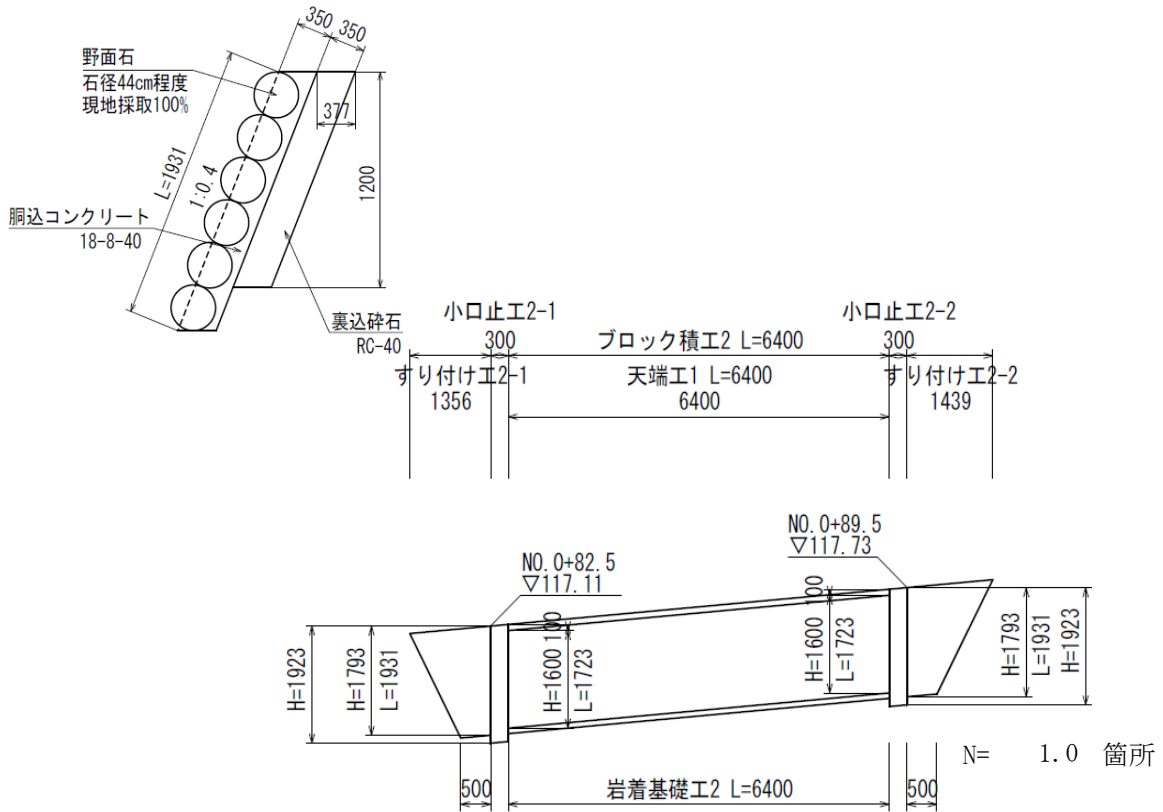 350 350
野面石
石径44cm程度
現地採取100%
377
L=1931
1:0.4
1200
胴込コンクリート
18-8-40
裏込砕石
RC-40
小口止工2-1
小口止工2-2
300
ブロック積工2 L=6400
300
すり付け工2-1
天端工1 L=6400
すり付け工2-2
1356
6400
1439
NO.0+89.5
▽117.73
NO.0+82.5
▽117.11
100
100
H=1923
H=1793
L=1931
H=1600
L=1723
H=1600
L=1723
H=1793
L=1931
H=1923
N= 1.0 箇所
500
岩着基礎工2 L=6400
500